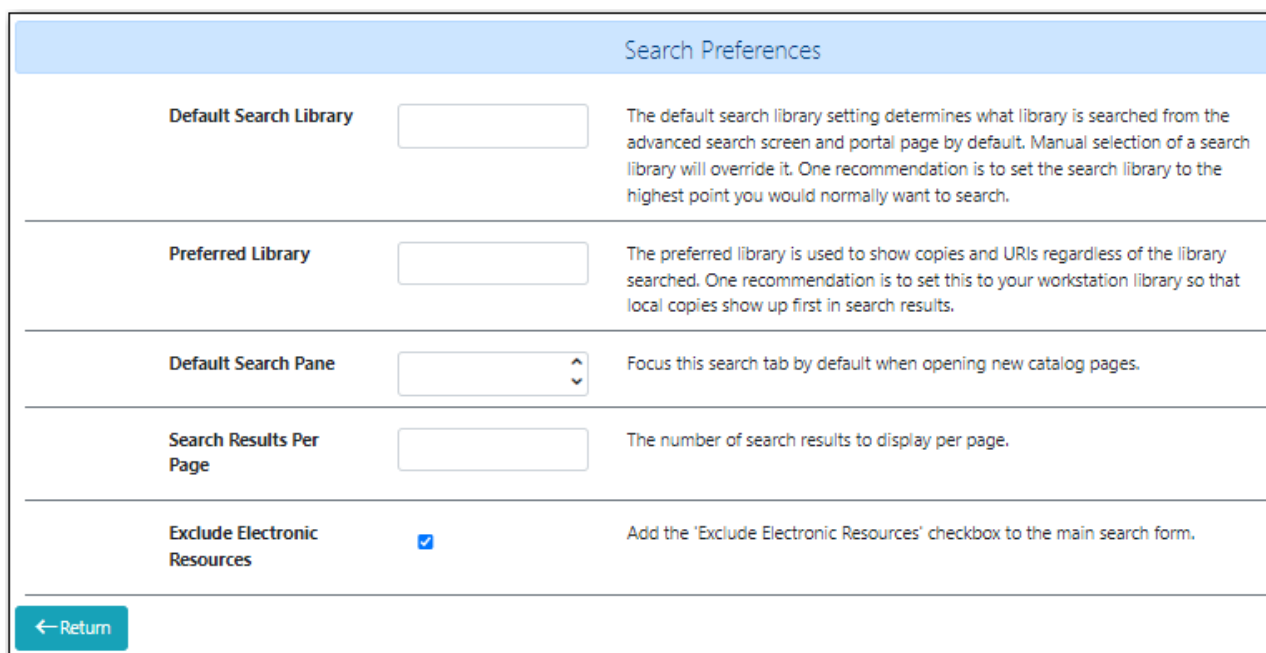 Search Preferences
Default Search Library
The default search library setting determines what library is searched from the
advanced search screen and portal page by default. Manual selection of a search
library will override it. One recommendation is to set the search library to the
highest point you would normally want to search.
Preferred Library
The preferred library is used to show copies and URIs regardless of the library
searched. One recommendation is to set this to your workstation library so that
local copies show up first in search results.
Default Search Pane
Focus this search tab by default when opening new catalog pages.
Search Results Per
Page
The number of search results to display per page.
Exclude Electronic
Resources
Add the 'Exclude Electronic Resources' checkbox to the main search form.
Return